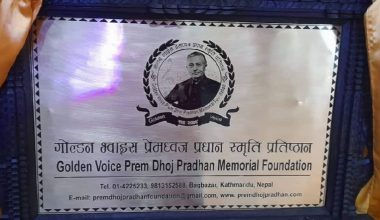 गोल्डन भ्वाइस प्रेमध्वज प्रधान स्मृति प्रतिष्ठान
Golden Voice Prem Dhoj Pradhan Memorial Foundation
Tel: 01-4225233, 9813152588, Bagbazar, Kathmandu, Nepal
E-mail: premdhojpradhanfoundation@gmail.com, www.premdhojpradhan.com